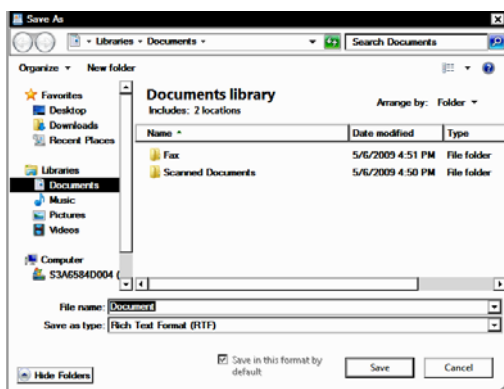 Save As
Libraries Documents
Search Documents
Organize New folder
Favorites
Desktop
Downloads
Recent Places
Libraries
Documents
Music
Pictures
Videos
Computer
S3A6584D004 (
Documents library
Includes: 2 locations
Arrange by: Folder
Name Date modified Type
Fax 5/6/2009 4:51 PM File folder
Scanned Documents 5/6/2009 4:50 PM File folder
File name: Document
Save as type: Rich Text Format (RTF)
Hide Folders
Save in this format by
default
Save Cancel